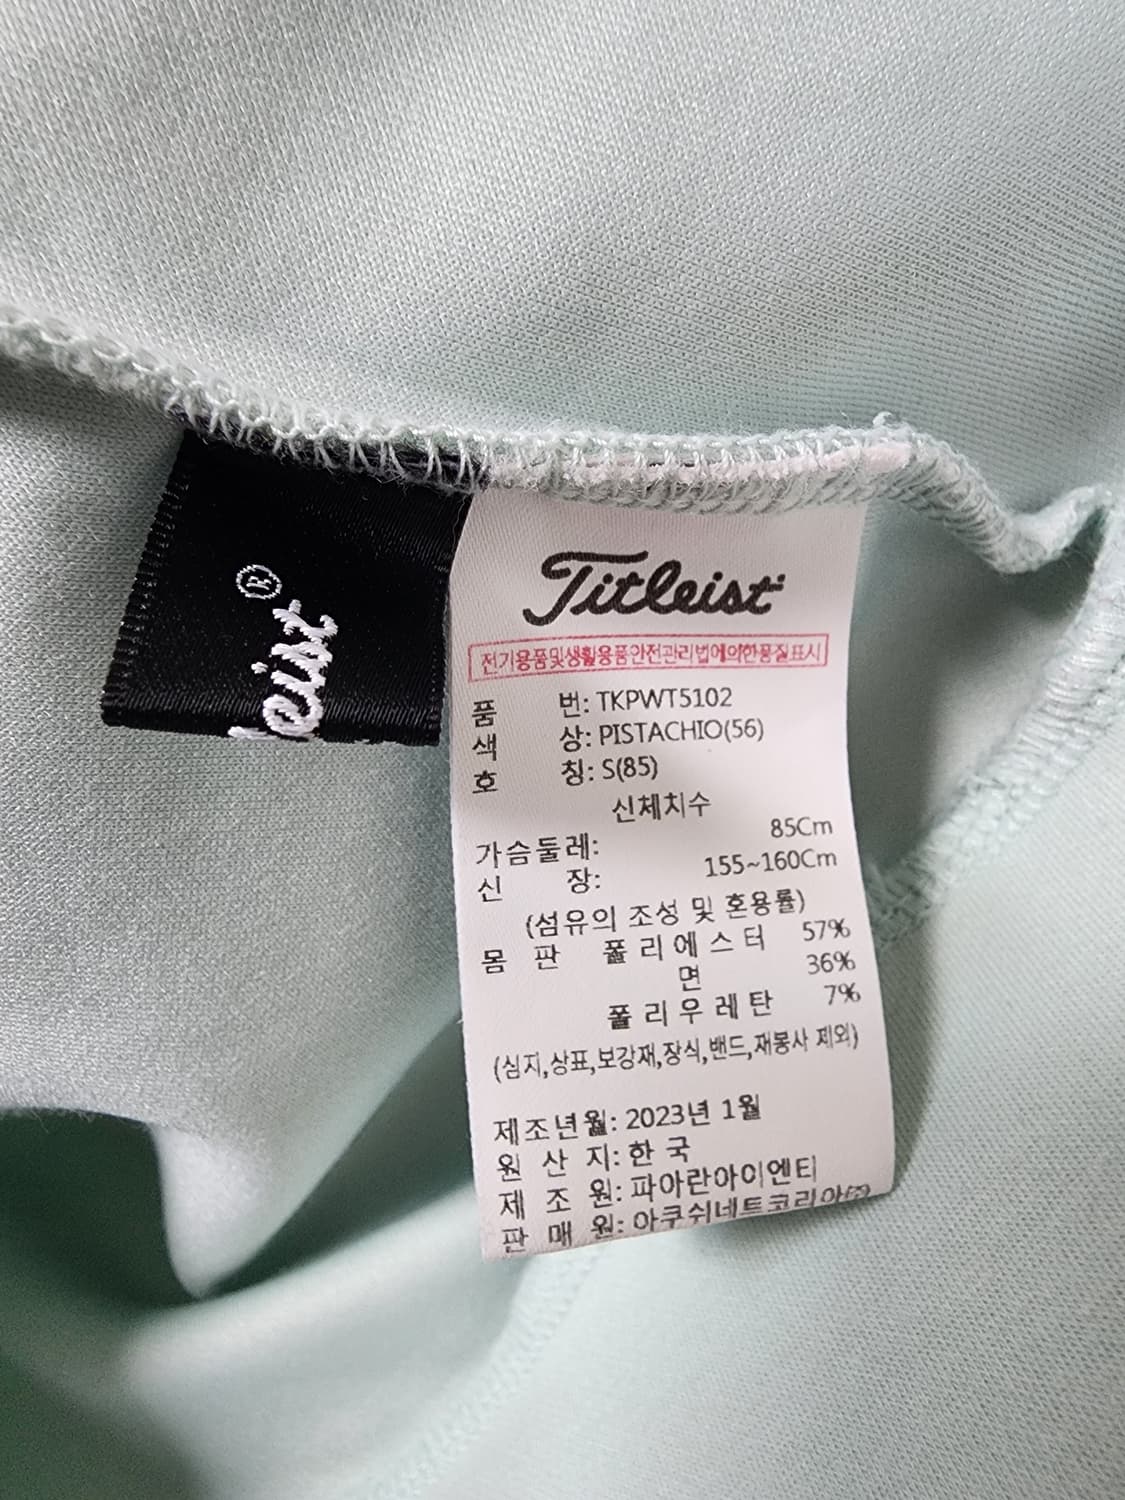 eist®
Titleist
전기용품및생활용품안전관리법에의한품질표시
품 번: TKPWT5102
색 상: PISTACHIO(56)
호 칭: S(85)
신체치수
가슴둘레: 85Cm
신 장: 155~160Cm
(섬유의 조성 및 혼용률)
몸 판 폴리에스터 57%
면 36%
폴리우레탄 7%
(심지,상표,보강재,장식,밴드,재봉사 제외)
제조년월: 2023년 1월
원 산 지: 한국
제 조 원: 파아란아이엔티
판 매 원: 아쿠쉬네트코리아㈜